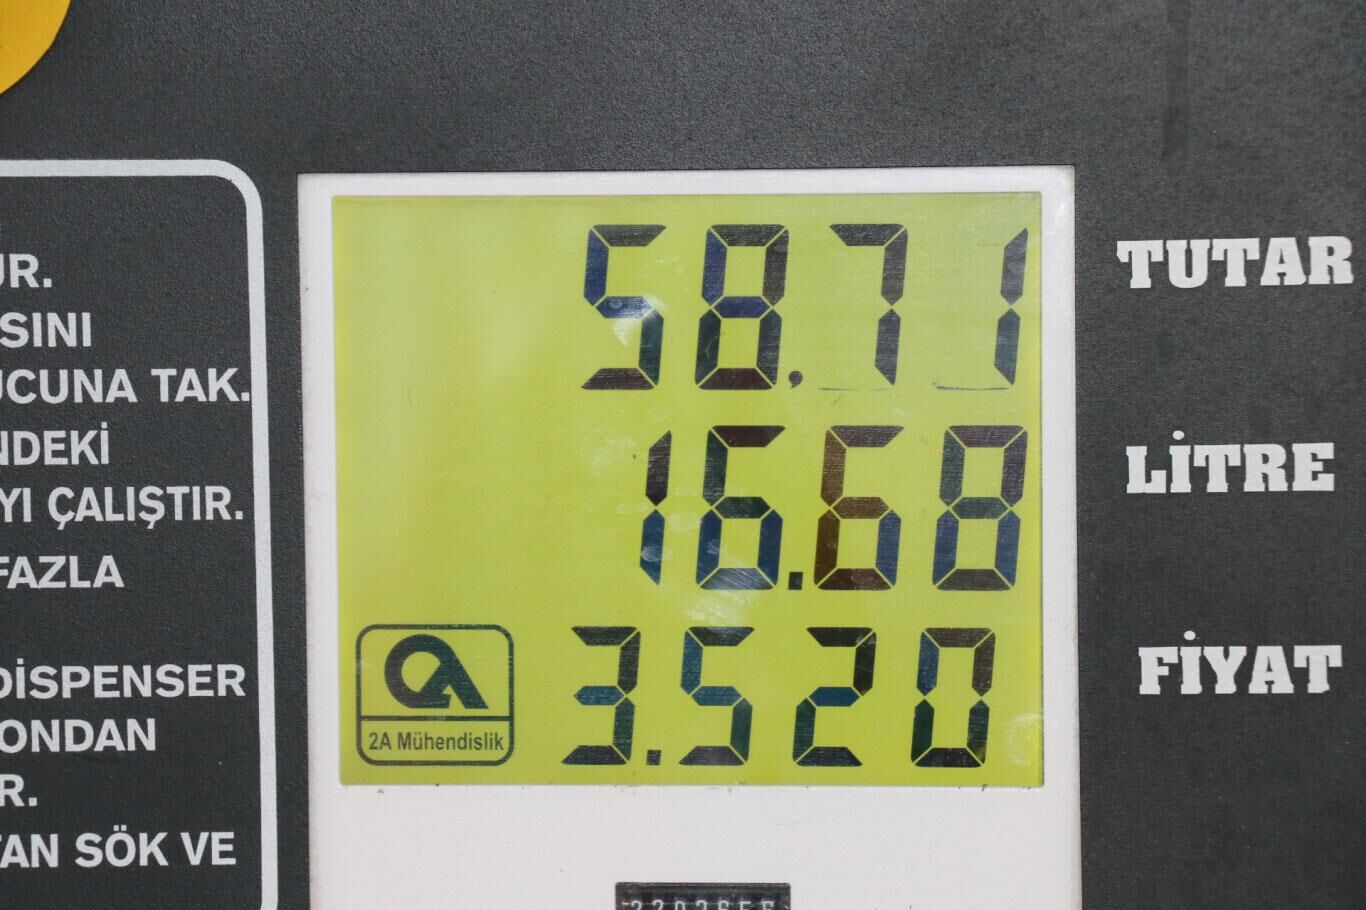 UR.
SINI
UCUNA TAK.
NDEKİ
YI ÇALIŞTIR.
FAZLA
DİSPENSER
ONDAN
R.
TAN SÖK VE
58.71 TUTAR
16.68 LİTRE
3.520 FİYAT
2A Mühendislik